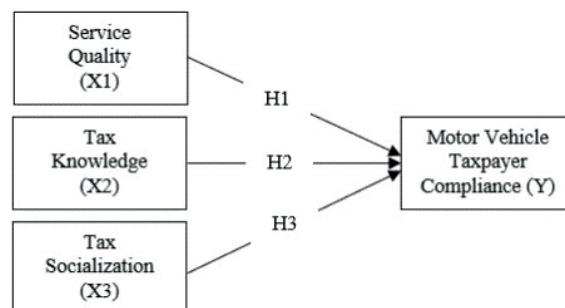 Service
Quality
(X1)
H1
Tax
Knowledge
(X2)
H2
Motor Vehicle
Taxpayer
Compliance (Y)
H3
Tax
Socialization
(X3)